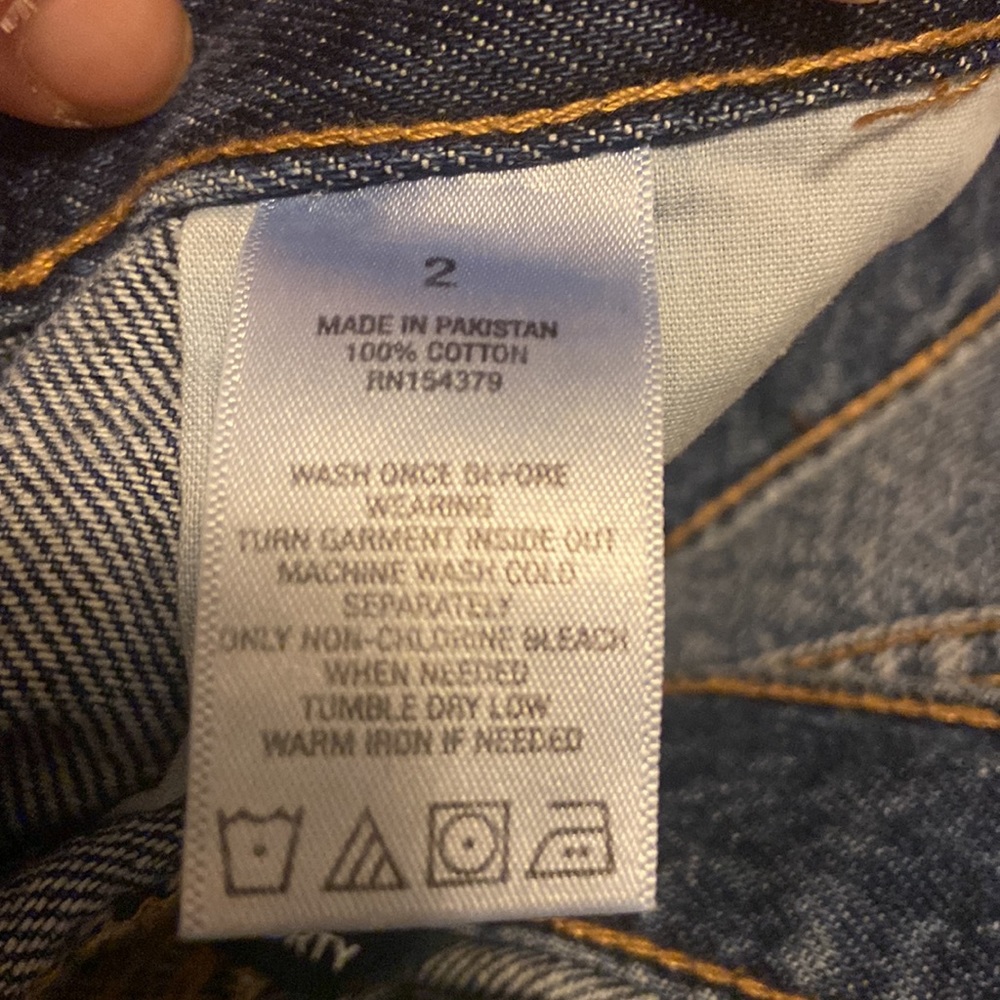 2
MADE IN PAKISTAN
100% COTTON
RN154379
WASH ONCE BEFORE
WEARING
TURN GARMENT INSIDE OUT
MACHINE WASH COLD
SEPARATELY
ONLY NON-CHLORINE BLEACH
WHEN NEEDED
TUMBLE DRY LOW
WARM IRON IF NEEDED